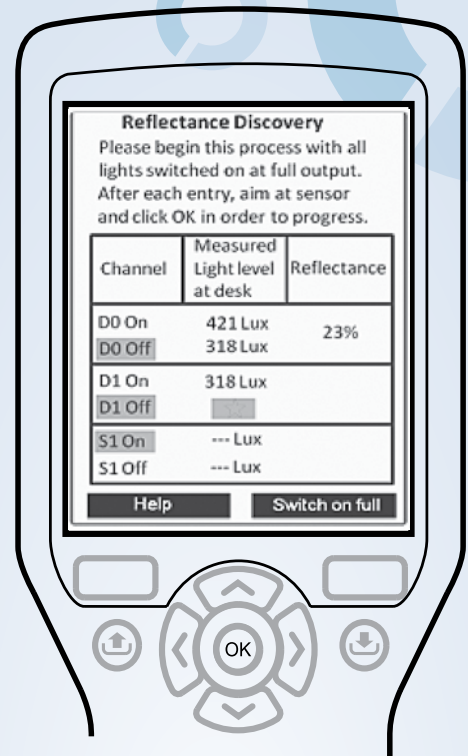 Reflectance Discovery
Please begin this process with all
lights switched on at full output.
After each entry, aim at sensor
and click OK in order to progress.
Channel
Measured
Light level
at desk
Reflectance
D0 On 421 Lux
23%
D0 Off 318 Lux
D1 On 318 Lux
D1 Off
S1 On --- Lux
S1 Off --- Lux
Help Switch on full
OK